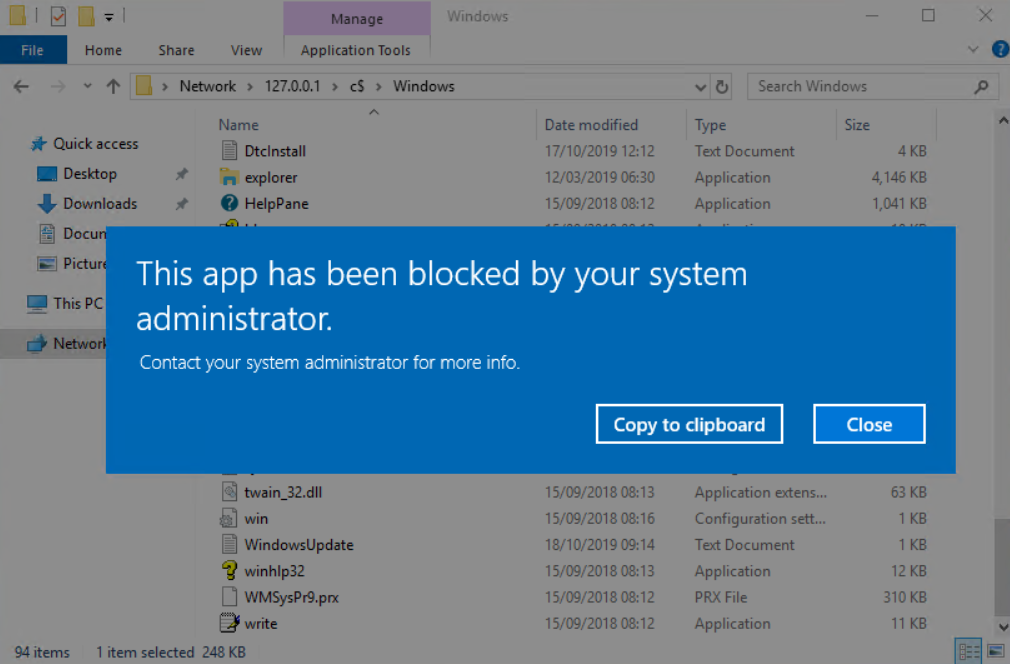 Manage
Windows
File
Home
Share
View
Application Tools
Network > 127.0.0.1 > c$ > Windows
Search Windows
Name
Date modified
Type
Size
Quick access
Desktop
Downloads
This PC
Network
DtcInstall 17/10/2019 12:12 Text Document 4 KB
explorer 12/03/2019 06:30 Application 4,146 KB
HelpPane 15/09/2018 08:12 Application 1,041 KB
This app has been blocked by your system
administrator.
Contact your system administrator for more info.
Copy to clipboard
Close
twain_32.dll 15/09/2018 08:13 Application extens... 63 KB
win 15/09/2018 08:16 Configuration sett... 1 KB
WindowsUpdate 18/10/2019 09:14 Text Document 1 KB
winhlp32 15/09/2018 08:13 Application 12 KB
WMSysPr9.prx 15/09/2018 08:12 PRX File 310 KB
write 15/09/2018 08:12 Application 11 KB
94 items
1 item selected 248 KB